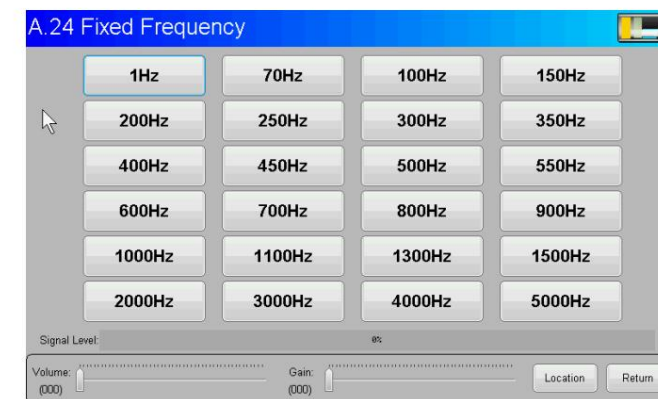 A.24 Fixed Frequency
1Hz 70Hz 100Hz 150Hz
200Hz 250Hz 300Hz 350Hz
400Hz 450Hz 500Hz 550Hz
600Hz 700Hz 800Hz 900Hz
1000Hz 1100Hz 1300Hz 1500Hz
2000Hz 3000Hz 4000Hz 5000Hz
Signal Level: 0%
Volume: Gain: Location Return
(000) (000)